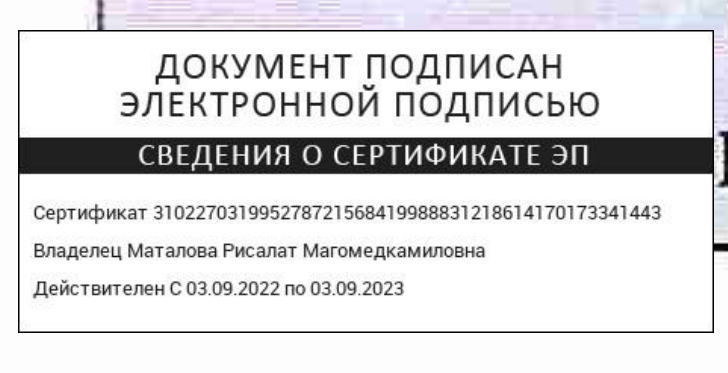 ДОКУМЕНТ ПОДПИСАН
ЭЛЕКТРОННОЙ ПОДПИСЬЮ
СВЕДЕНИЯ О СЕРТИФИКАТЕ ЭП
Сертификат 310227031995278721568419988831218614170173341443
Владелец Маталова Рисалат Магомедкамиловна
Действителен С 03.09.2022 по 03.09.2023